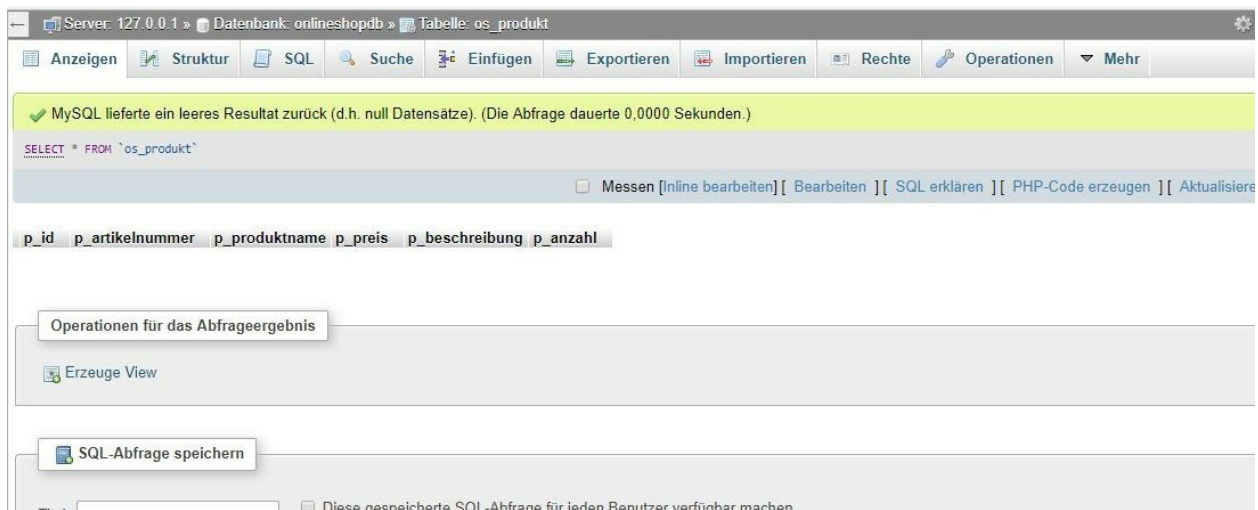 Server: 127.0.0.1 » Datenbank: onlineshopdb » Tabelle: os_produkt
Anzeigen Struktur SQL Suche Einfügen Exportieren Importieren Rechte Operationen Mehr
MySQL lieferte ein leeres Resultat zurück (d.h. null Datensätze). (Die Abfrage dauerte 0,0000 Sekunden.)
SELECT * FROM `os_produkt`
Messen [Inline bearbeiten] [ Bearbeiten ] [ SQL erklären ] [ PHP-Code erzeugen ] [ Aktualisiere
p_id p_artikelnummer p_produktname p_preis p_beschreibung p_anzahl
Operationen für das Abfrageergebnis
Erzeuge View
SQL-Abfrage speichern
Diese gespeicherte SQL-Abfrage für jeden Benutzer verfügbar machen